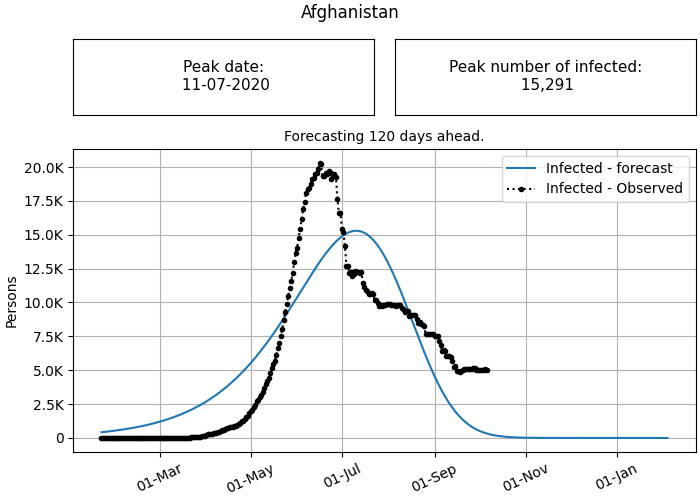 Afghanistan
Peak date:
11-07-2020
Peak number of infected:
15,291
Forecasting 120 days ahead.
Infected - forecast
Infected - Observed
20.0K
17.5K
15.0K
12.5K
10.0K
7.5K
5.0K
2.5K
0
Persons
01-Mar
01-May
01-Jul
01-Sep
01-Nov
01-Jan